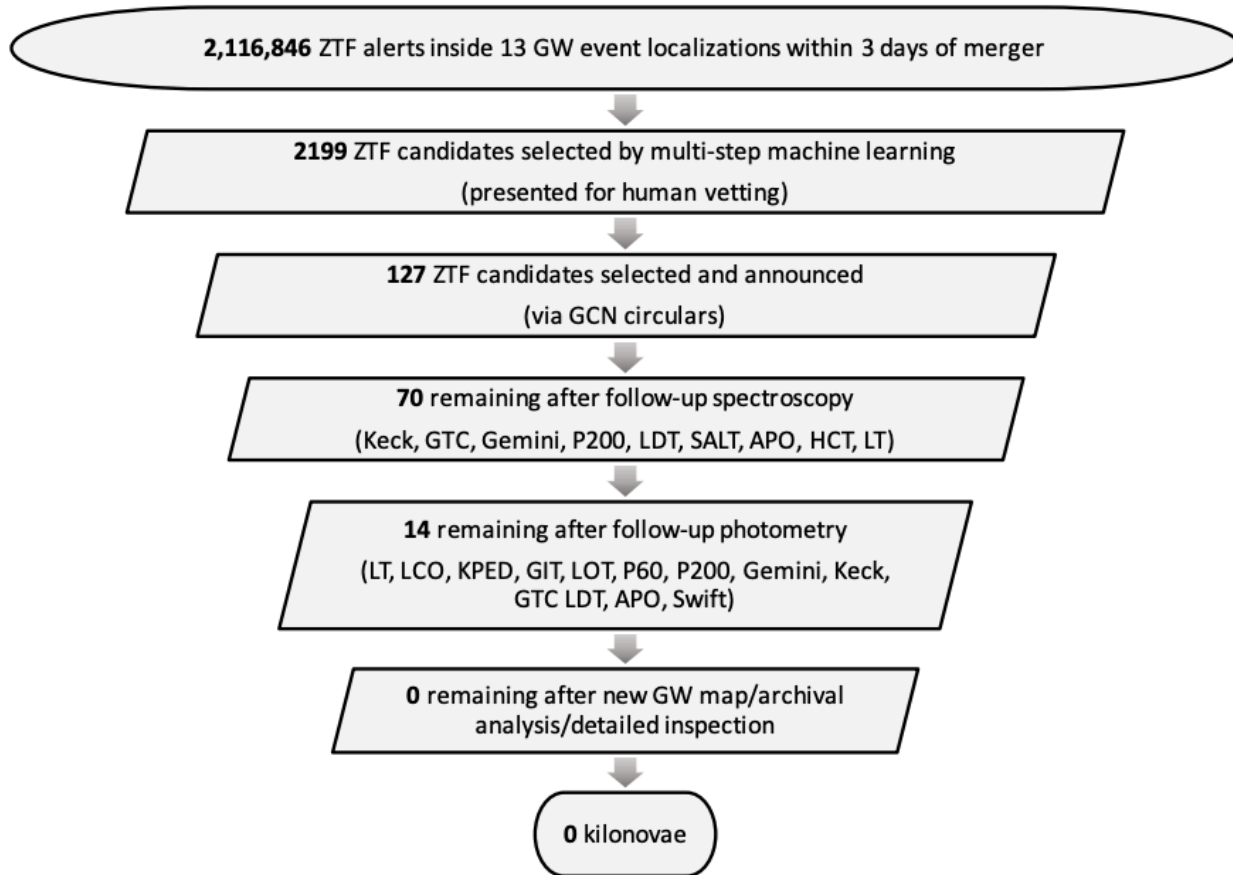 2,116,846 ZTF alerts inside 13 GW event localizations within 3 days of merger
2199 ZTF candidates selected by multi-step machine learning
(presented for human vetting)
127 ZTF candidates selected and announced
(via GCN circulars)
70 remaining after follow-up spectroscopy
(Keck, GTC, Gemini, P200, LDT, SALT, APO, HCT, LT)
14 remaining after follow-up photometry
(LT, LCO, KPED, GIT, LOT, P60, P200, Gemini, Keck,
GTC LDT, APO, Swift)
0 remaining after new GW map/archival
analysis/detailed inspection
0 kilonovae